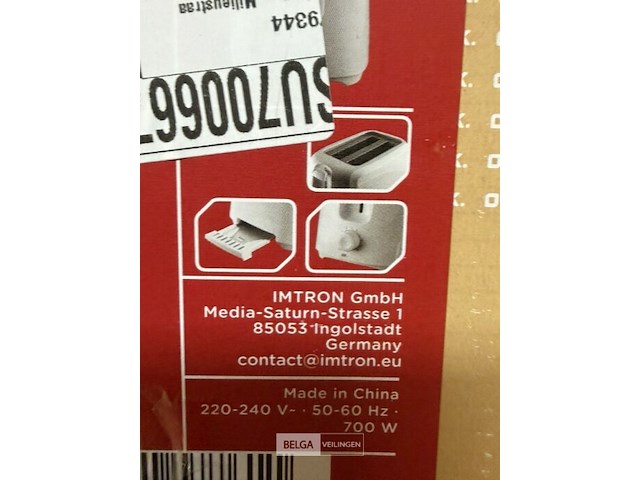 Milieustraa
9344
SU70066
IMTRON GmbH
Media-Saturn-Strasse 1
85053 Ingolstadt
Germany
contact@imtron.eu
Made in China
220-240 V~ · 50-60 Hz ·
700 W
BELGA VEILINGEN
K.
K.
K.